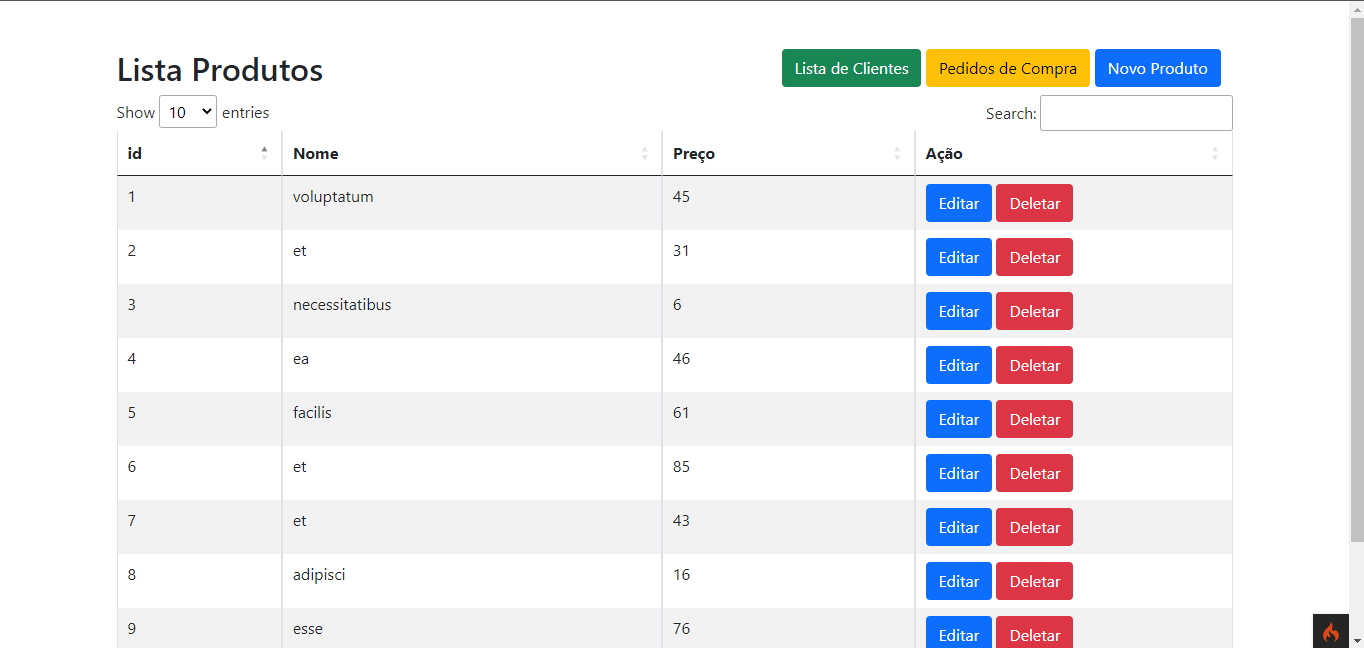 Lista Produtos
Lista de Clientes Pedidos de Compra Novo Produto
Show 10 entries Search:
id Nome Preço Ação
1 voluptatum 45 Editar Deletar
2 et 31 Editar Deletar
3 necessitatibus 6 Editar Deletar
4 ea 46 Editar Deletar
5 facilis 61 Editar Deletar
6 et 85 Editar Deletar
7 et 43 Editar Deletar
8 adipisci 16 Editar Deletar
9 esse 76 Editar Deletar